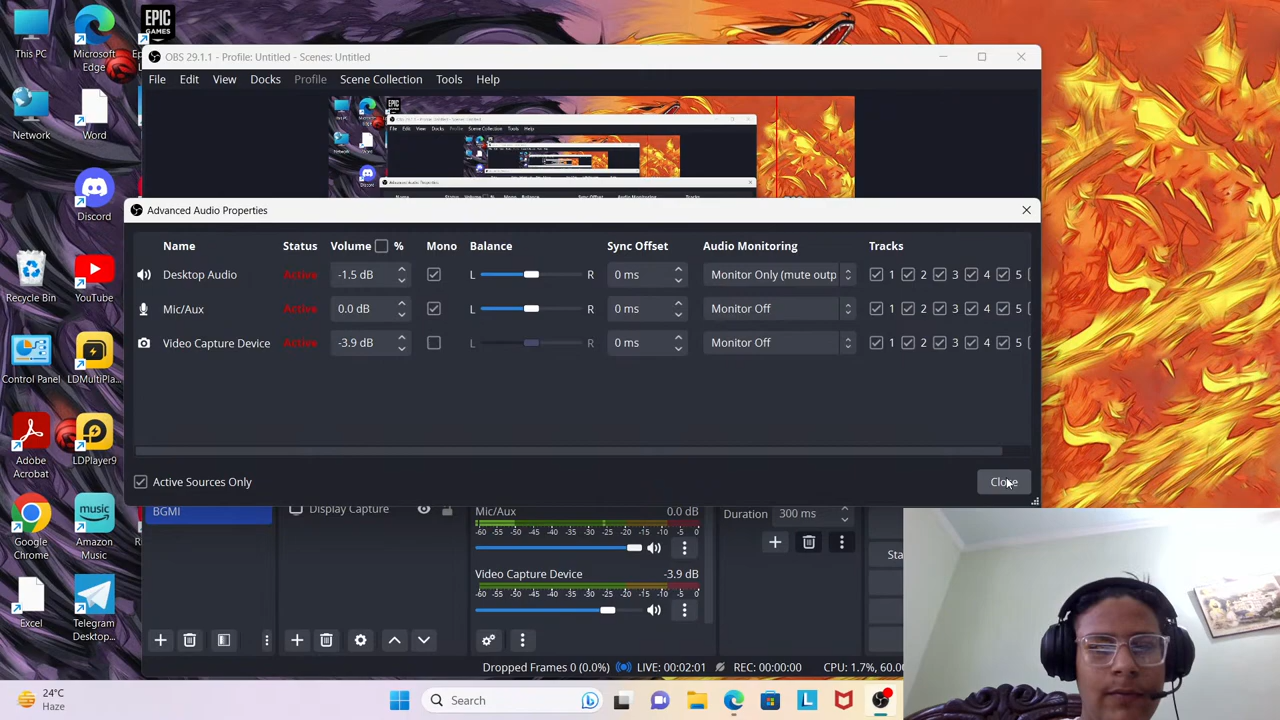 This PC
Microsoft Edge
EPIC GAMES
OBS 29.1.1 - Profile: Untitled - Scenes: Untitled
File Edit View Docks Profile Scene Collection Tools Help
Network
Word
Discord
Recycle Bin
YouTube
Control Panel
LDMultiPla...
Adobe Acrobat
LDPlayer9
Google Chrome
Amazon Music
Excel
Telegram Desktop...
Advanced Audio Properties
Name Status Volume % Mono Balance Sync Offset Audio Monitoring Tracks
Desktop Audio Active -1.5 dB L R 0 ms Monitor Only (mute outp 1 2 3 4 5
Mic/Aux Active 0.0 dB L R 0 ms Monitor Off 1 2 3 4 5
Video Capture Device Active -3.9 dB L R 0 ms Monitor Off 1 2 3 4 5
Active Sources Only
Close
BGMI
Display Capture
Mic/Aux 0.0 dB
-60 -55 -50 -45 -40 -35 -30 -25 -20 -15 -10 -5 0
Video Capture Device -3.9 dB
-60 -55 -50 -45 -40 -35 -30 -25 -20 -15 -10 -5 0
Duration 300 ms
Sta
Dropped Frames 0 (0.0%) LIVE: 00:02:01 REC: 00:00:00 CPU: 1.7%, 60.00
24°C
Haze
Search